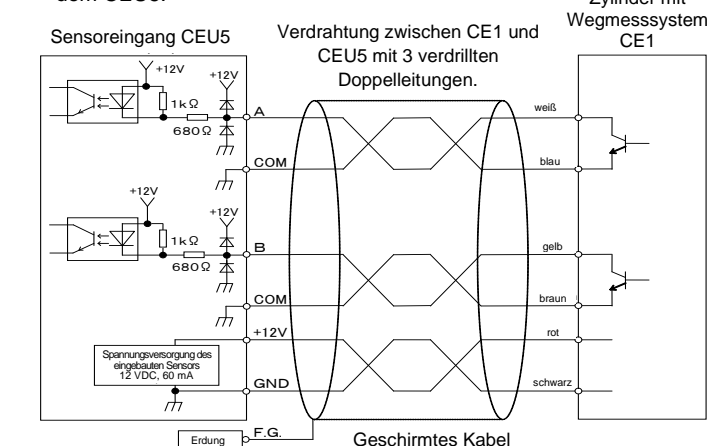 Zylinder mit
Wegmesssystem
CE1
Sensoreingang CEU5
Verdrahtung zwischen CE1 und
CEU5 mit 3 verdrillten
Doppelleitungen.
+12V
+12V
1kΩ
680Ω
A
COM
weiß
blau
+12V
+12V
1kΩ
680Ω
B
COM
gelb
braun
+12V
GND
rot
schwarz
Spannungsversorgung des
eingebauten Sensors
12 VDC, 60 mA
Erdung
F.G.
Geschirmtes Kabel